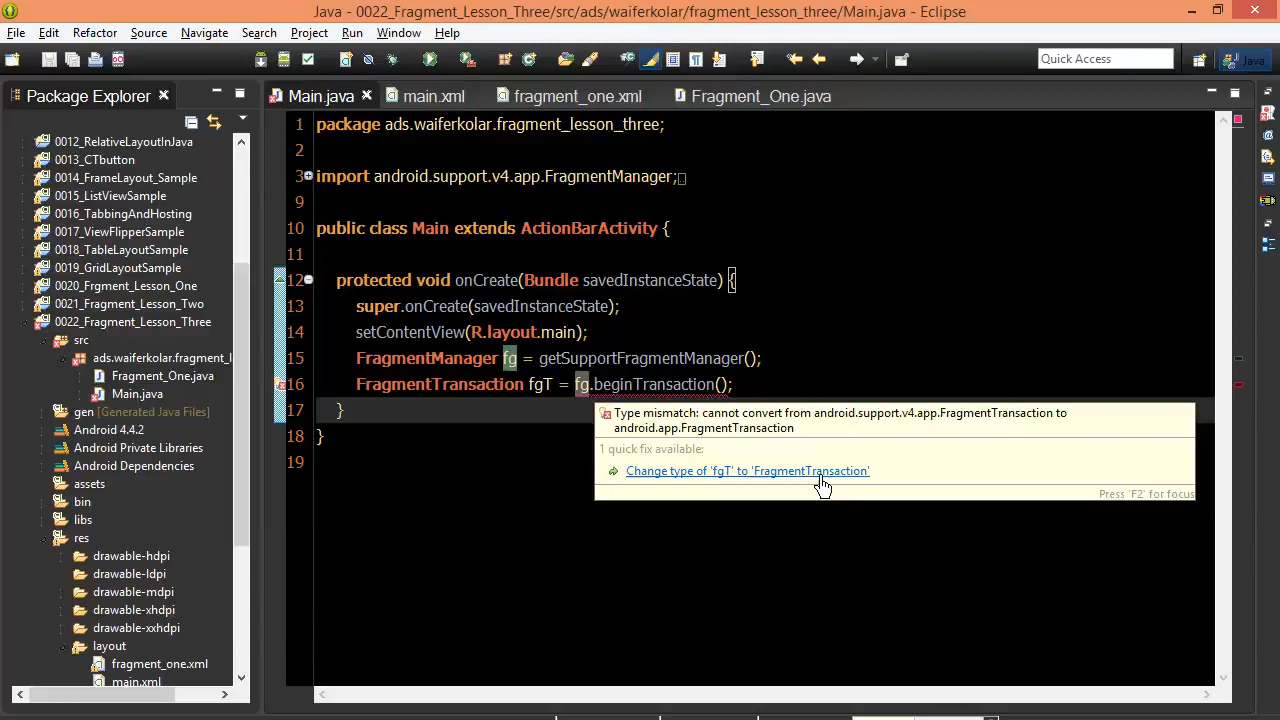 Java - 0022_Fragment_Lesson_Three/src/ads/waiferkolar/fragment_lesson_three/Main.java - Eclipse
File Edit Refactor Source Navigate Search Project Run Window Help
Quick Access
Java
Package Explorer
Main.java main.xml fragment_one.xml Fragment_One.java
0012_RelativeLayoutInJava
0013_CTbutton
0014_FrameLayout_Sample
0015_ListViewSample
0016_TabbingAndHosting
0017_ViewFlipperSample
0018_TableLayoutSample
0019_GridLayoutSample
0020_Frgment_Lesson_One
0021_Fragment_Lesson_Two
0022_Fragment_Lesson_Three
src
ads.waiferkolar.fragment_l
Fragment_One.java
Main.java
gen [Generated Java Files]
Android 4.4.2
Android Private Libraries
Android Dependencies
assets
bin
libs
res
drawable-hdpi
drawable-ldpi
drawable-mdpi
drawable-xhdpi
drawable-xxhdpi
layout
fragment_one.xml
main.xml
1 package ads.waiferkolar.fragment_lesson_three;
2
3 import android.support.v4.app.FragmentManager;
9
10 public class Main extends ActionBarActivity {
11
12 protected void onCreate(Bundle savedInstanceState) {
13 super.onCreate(savedInstanceState);
14 setContentView(R.layout.main);
15 FragmentManager fg = getSupportFragmentManager();
16 FragmentTransaction fgT = fg.beginTransaction();
17 }
18 }
19
Type mismatch: cannot convert from android.support.v4.app.FragmentTransaction to
android.app.FragmentTransaction
1 quick fix available:
Change type of 'fgT' to 'FragmentTransaction'
Press 'F2' for focus